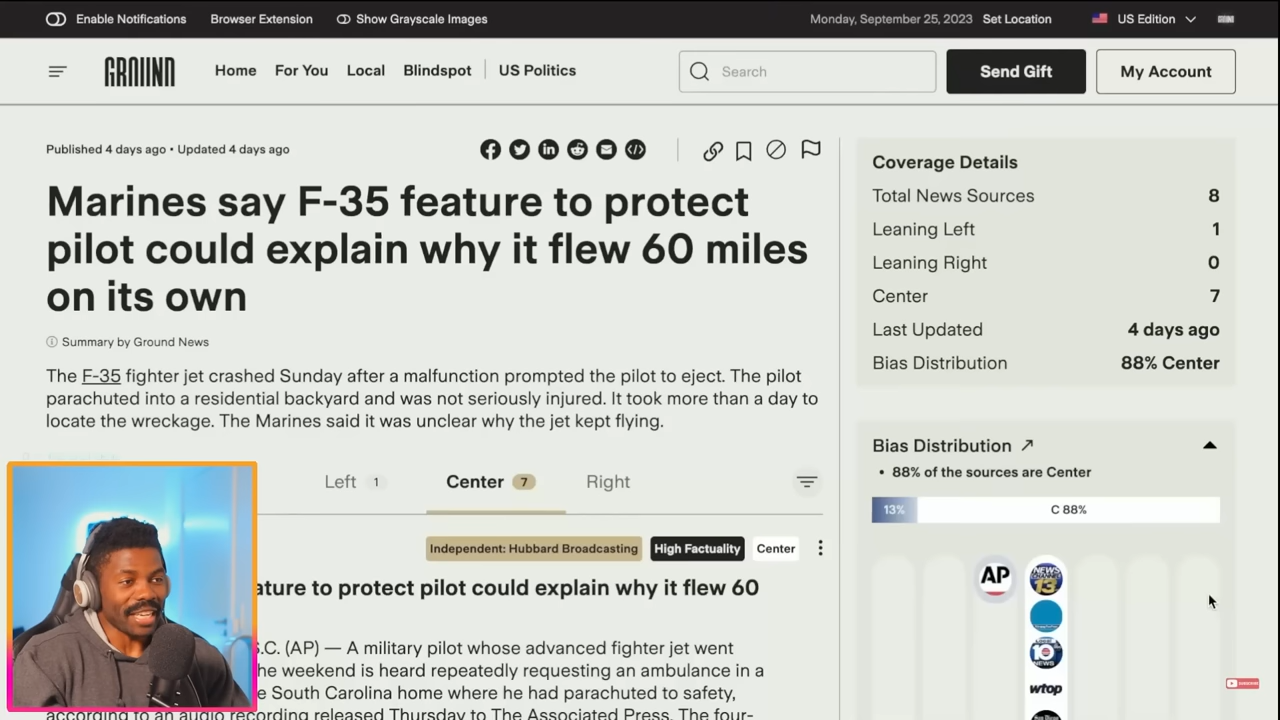 Enable Notifications
Browser Extension
Show Grayscale Images
Monday, September 25, 2023
Set Location
US Edition
GROUND
Home
For You
Local
Blindspot
US Politics
Search
Send Gift
My Account
Published 4 days ago • Updated 4 days ago
Marines say F-35 feature to protect
pilot could explain why it flew 60 miles
on its own
Summary by Ground News
The F-35 fighter jet crashed Sunday after a malfunction prompted the pilot to eject. The pilot
parachuted into a residential backyard and was not seriously injured. It took more than a day to
locate the wreckage. The Marines said it was unclear why the jet kept flying.
Left 1
Center 7
Right
Independent: Hubbard Broadcasting
High Factuality
Center
ature to protect pilot could explain why it flew 60
S.C. (AP) — A military pilot whose advanced fighter jet went
he weekend is heard repeatedly requesting an ambulance in a
e South Carolina home where he had parachuted to safety,
according to an audio recording released Thursday to The Associated Press. The four-
Coverage Details
Total News Sources 8
Leaning Left 1
Leaning Right 0
Center 7
Last Updated 4 days ago
Bias Distribution 88% Center
Bias Distribution ↗
• 88% of the sources are Center
13%
C 88%
AP
NEWS
13
10
NEWS
wtop